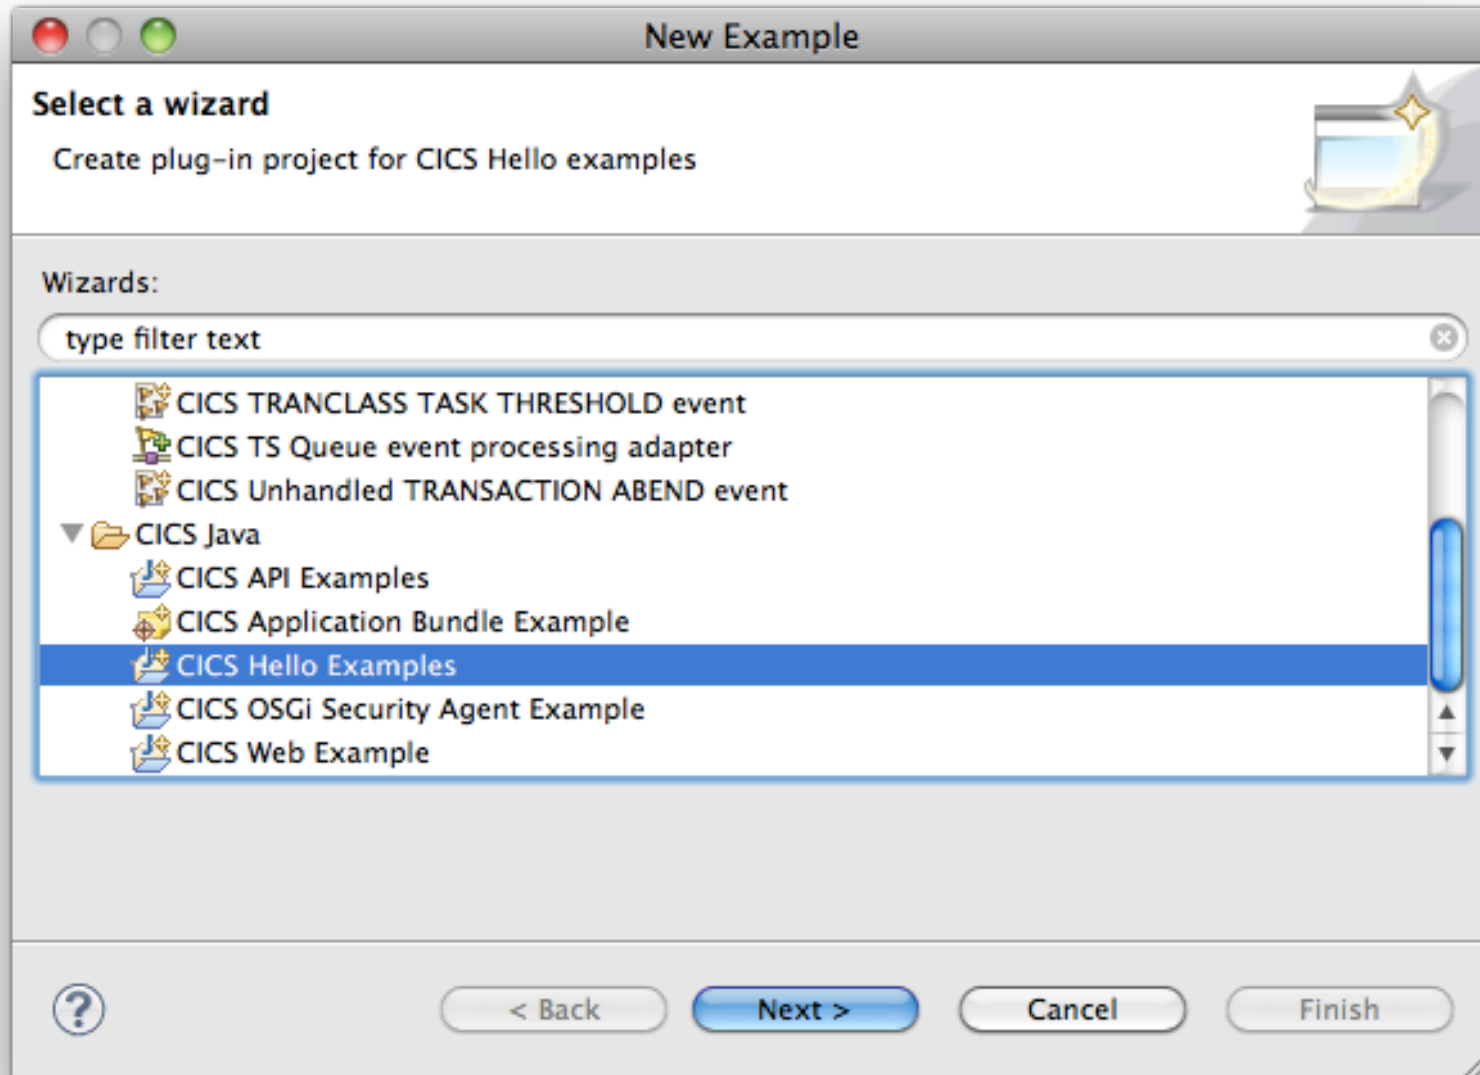 New Example
Select a wizard
Create plug-in project for CICS Hello examples
Wizards:
type filter text
CICS TRANCLASS TASK THRESHOLD event
CICS TS Queue event processing adapter
CICS Unhandled TRANSACTION ABEND event
CICS Java
CICS API Examples
CICS Application Bundle Example
CICS Hello Examples
CICS OSGi Security Agent Example
CICS Web Example
? < Back Next > Cancel Finish